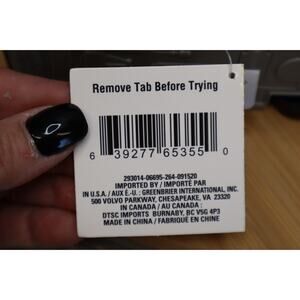 Remove Tab Before Trying
6 39277 65355 0
293014-06695-264-091520
IMPORTED BY / IMPORTÉ PAR
IN U.S.A. / AUX É.-U. : GREENBRIER INTERNATIONAL, INC.
500 VOLVO PARKWAY, CHESAPEAKE, VA 23320
IN CANADA / AU CANADA :
DTSC IMPORTS BURNABY, BC V5G 4P3
MADE IN CHINA / FABRIQUÉ EN CHINE